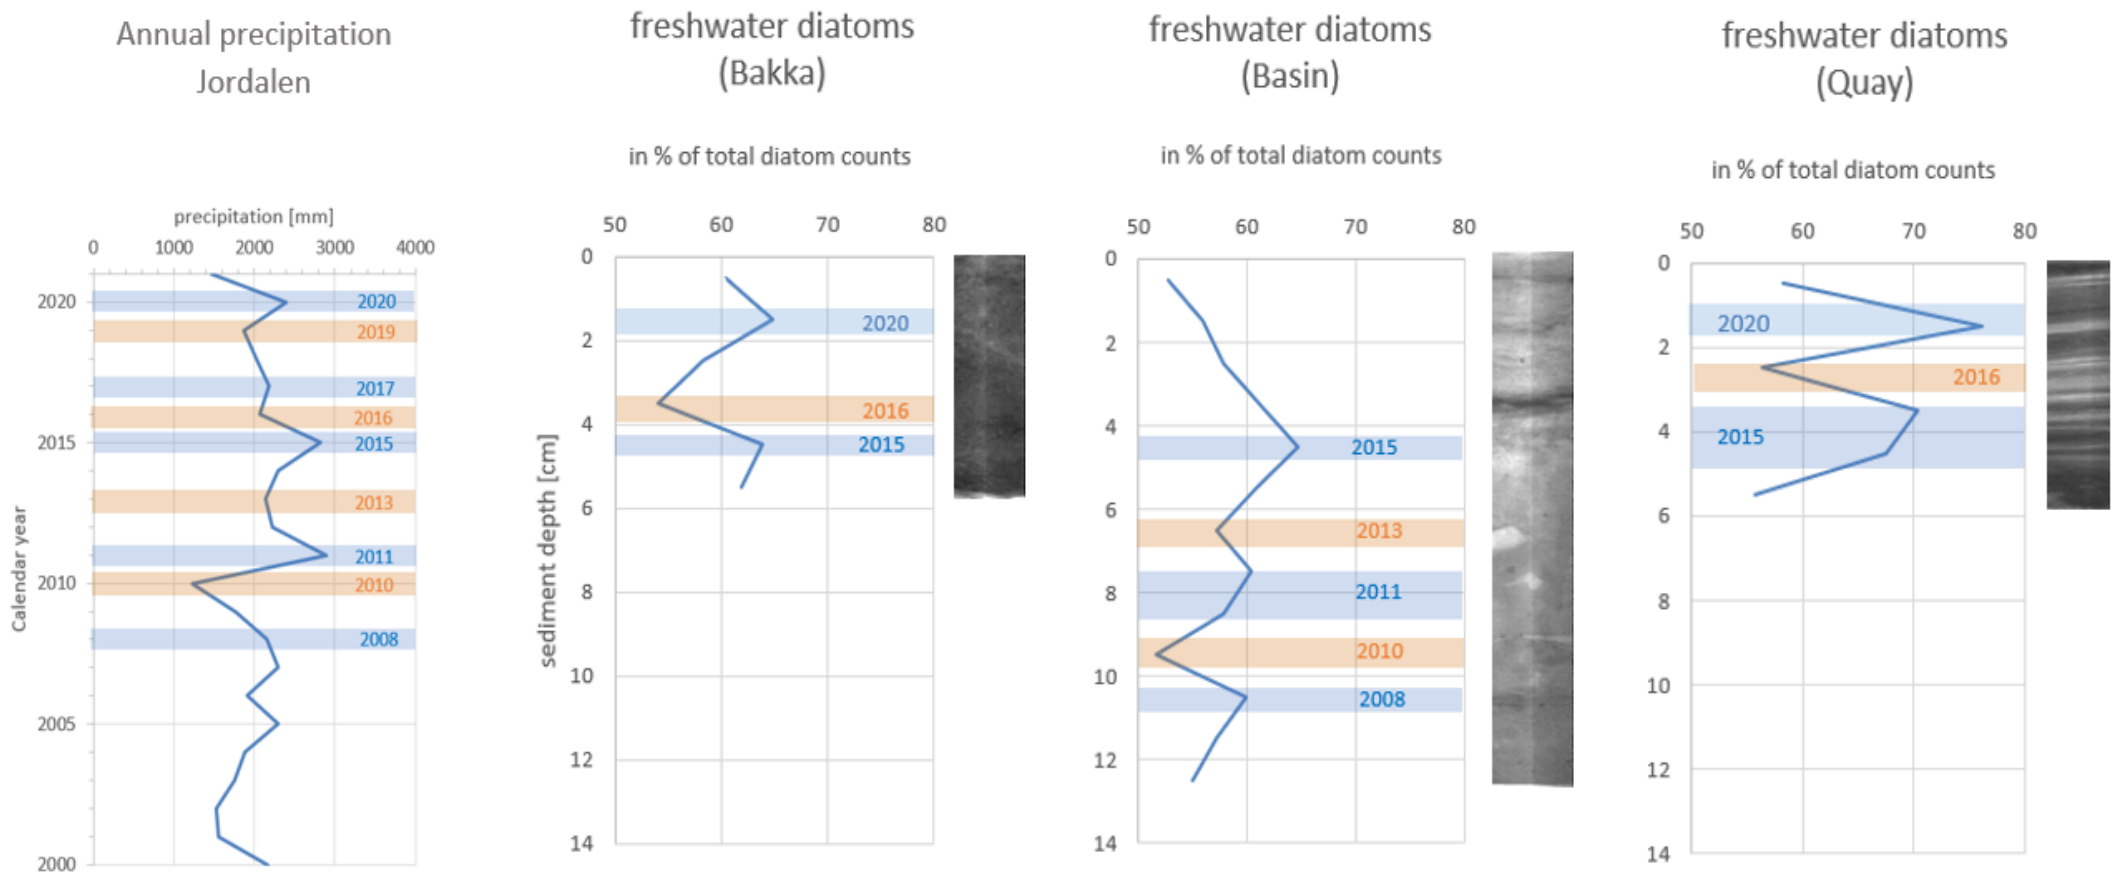 Annual precipitation
Jordalen
precipitation [mm]
0 1000 2000 3000 4000
Calendar year
2020
2015
2010
2005
2000
2020
2019
2017
2016
2015
2013
2011
2010
2008
freshwater diatoms
(Bakka)
in % of total diatom counts
50 60 70 80
sediment depth [cm]
0
2
4
6
8
10
12
14
2020
2016
2015
freshwater diatoms
(Basin)
in % of total diatom counts
50 60 70 80
0
2
4
6
8
10
12
14
2015
2013
2011
2010
2008
freshwater diatoms
(Quay)
in % of total diatom counts
50 60 70 80
0
2
4
6
8
10
12
14
2020
2016
2015